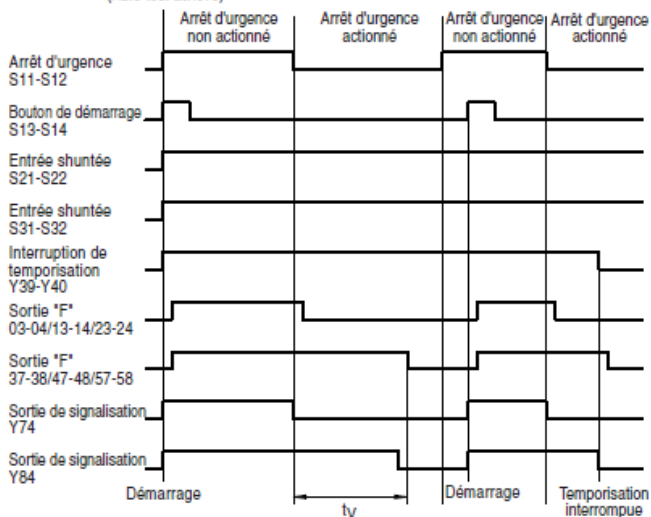 Arrêt d'urgence
non actionné
Arrêt d'urgence
actionné
Arrêt d'urgence
non actionné
Arrêt d'urgence
actionné
Arrêt d'urgence
S11-S12
Bouton de démarrage
S13-S14
Entrée shuntée
S21-S22
Entrée shuntée
S31-S32
Interruption de
temporisation
Y39-Y40
Sortie "F"
03-04/13-14/23-24
Sortie "F"
37-38/47-48/57-58
Sortie de signalisation
Y74
Sortie de signalisation
Y84
Démarrage
tv
Démarrage
Temporisation
interrompue